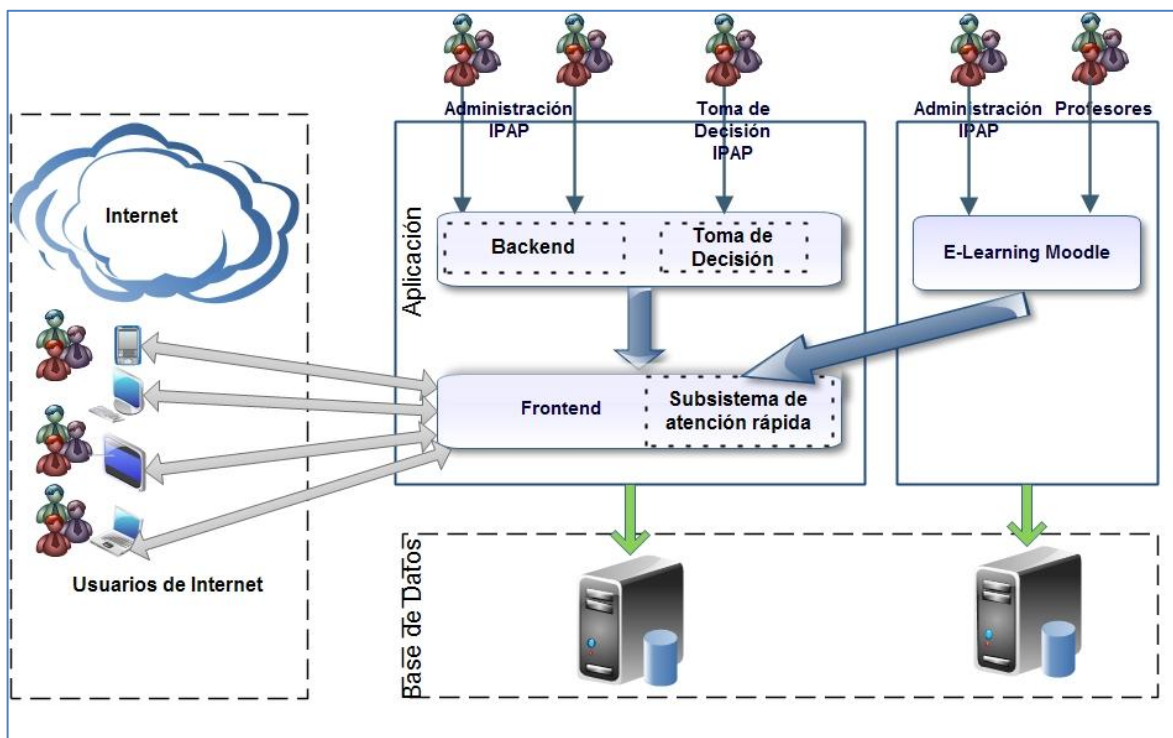 Administración
IPAP
Toma de
Decisión
IPAP
Administración
IPAP
Profesores
Internet
Aplicación
Backend
Toma de
Decisión
E-Learning Moodle
Frontend
Subsistema de
atención rápida
Usuarios de Internet
Base de Datos